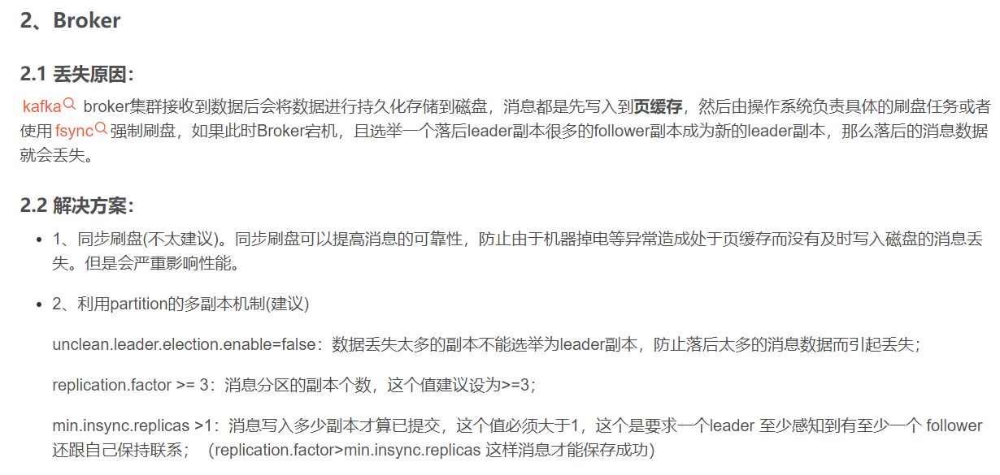 2、Broker
2.1 丢失原因：
kafka broker集群接收到数据后会将数据进行持久化存储到磁盘，消息都是先写入到页缓存，然后由操作系统负责具体的刷盘任务或者
使用fsync强制刷盘，如果此时Broker宕机，且选举一个落后leader副本很多的follower副本成为新的leader副本，那么落后的消息数据
就会丢失。
2.2 解决方案：
• 1、同步刷盘(不太建议)。同步刷盘可以提高消息的可靠性，防止由于机器掉电等异常造成处于页缓存而没有及时写入磁盘的消息丢
失。但是会严重影响性能。
• 2、利用partition的多副本机制(建议)
unclean.leader.election.enable=false：数据丢失太多的副本不能选举为leader副本，防止落后太多的消息数据而引起丢失；
replication.factor >= 3：消息分区的副本个数，这个值建议设为>=3；
min.insync.replicas >1：消息写入多少副本才算已提交，这个值必须大于1，这个是要求一个leader 至少感知到有至少一个 follower
还跟自己保持联系；（replication.factor>min.insync.replicas 这样消息才能保存成功）